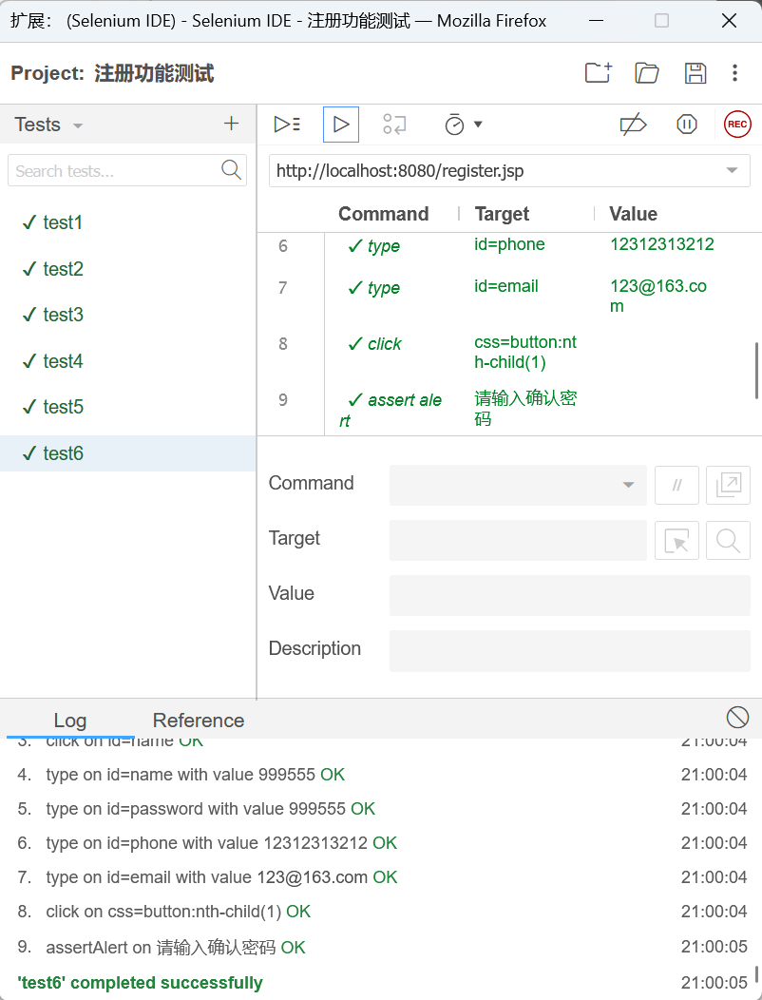 扩展： (Selenium IDE) - Selenium IDE - 注册功能测试 — Mozilla Firefox
Project: 注册功能测试
Tests
Search tests...
✓ test1
✓ test2
✓ test3
✓ test4
✓ test5
✓ test6
REC
http://localhost:8080/register.jsp
Command Target Value
6 ✓ type id=phone 12312313212
7 ✓ type id=email 123@163.co
m
8 ✓ click css=button:nt
h-child(1)
9 ✓ assert ale 请输入确认密
rt 码
Command
//
Target
Value
Description
Log Reference
3. click on id=name OK 21:00:04
4. type on id=name with value 999555 OK 21:00:04
5. type on id=password with value 999555 OK 21:00:04
6. type on id=phone with value 12312313212 OK 21:00:04
7. type on id=email with value 123@163.com OK 21:00:04
8. click on css=button:nth-child(1) OK 21:00:04
9. assertAlert on 请输入确认密码 OK 21:00:05
'test6' completed successfully 21:00:05